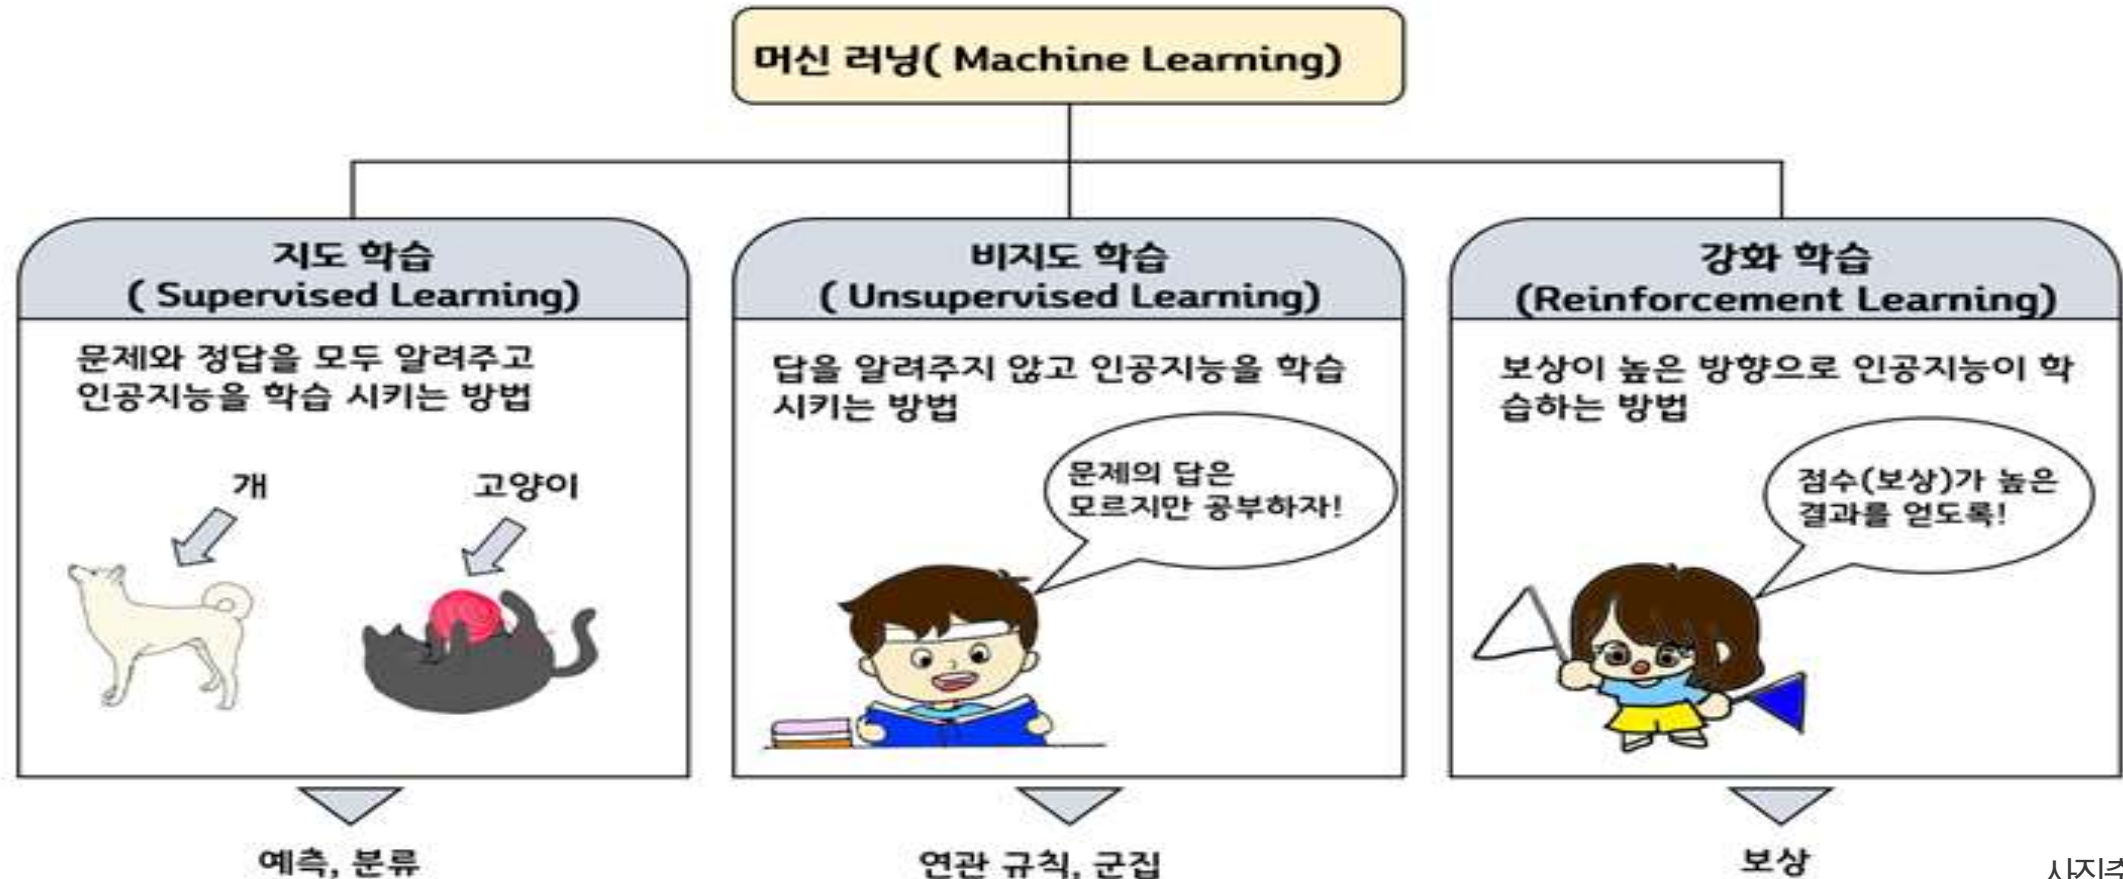 머신 러닝( Machine Learning)
지도 학습
( Supervised Learning)
문제와 정답을 모두 알려주고
인공지능을 학습 시키는 방법
개
고양이
예측, 분류
비지도 학습
( Unsupervised Learning)
답을 알려주지 않고 인공지능을 학습
시키는 방법
문제의 답은
모르지만 공부하자!
연관 규칙, 군집
강화 학습
(Reinforcement Learning)
보상이 높은 방향으로 인공지능이 학
습하는 방법
점수(보상)가 높은
결과를 얻도록!
보상